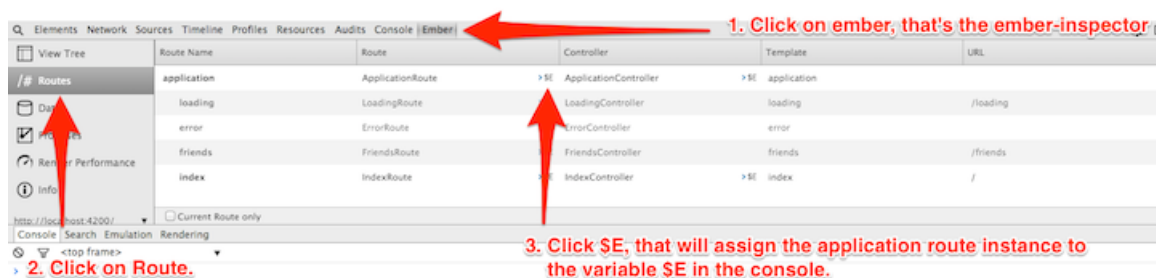 1. Click on ember, that's the ember-inspector
Elements Network Sources Timeline Profiles Resources Audits Console Ember
View Tree Route Name Route Controller Template URL
/# Routes application ApplicationRoute >$E ApplicationController >$E application
loading LoadingRoute LoadingController loading /loading
error ErrorRoute ErrorController error
friends FriendsRoute FriendsController friends /friends
Render Performance
index IndexRoute IndexController >$E index /
Info
http://localhost:4200/ Current Route only
Console Search Emulation Rendering
<top frame>
3. Click $E, that will assign the application route instance to
> 2. Click on Route. the variable $E in the console.